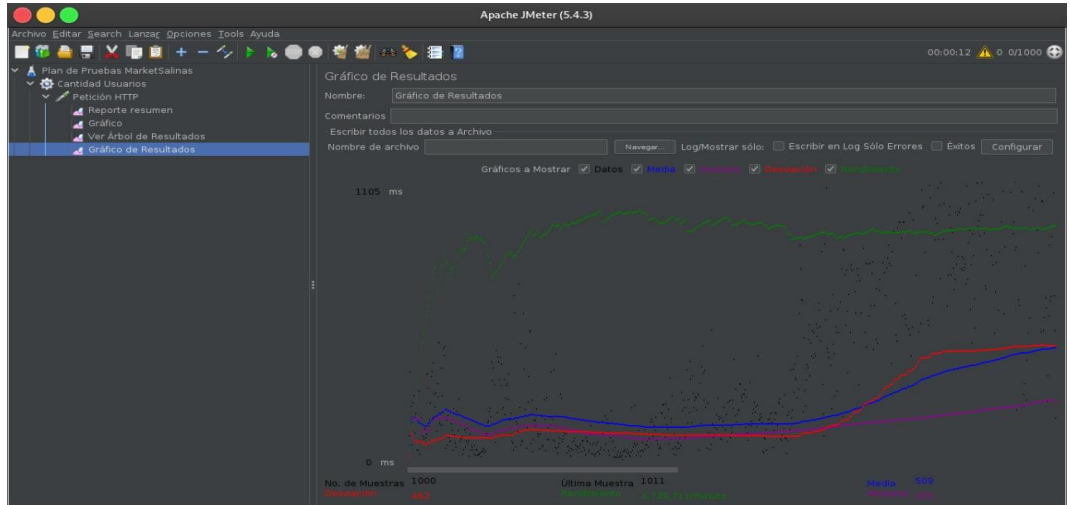 Apache JMeter (5.4.3)
Archivo Editar Search Lanzar Opciones Tools Ayuda
00:00:12 0 0/1000
Plan de Pruebas MarketSalinas
Cantidad Usuarios
Petición HTTP
Reporte resumen
Gráfico
Ver Árbol de Resultados
Gráfico de Resultados
Gráfico de Resultados
Nombre: Gráfico de Resultados
Comentarios
Escribir todos los datos a Archivo
Nombre de archivo Navegar... Log/Mostrar sólo: Escribir en Log Sólo Errores Éxitos Configurar
Gráficos a Mostrar Datos Media Desviación Rendimiento
1105 ms
0 ms
No. de Muestras 1000 Última Muestra 1011 Media 509
Desviación Rendimiento